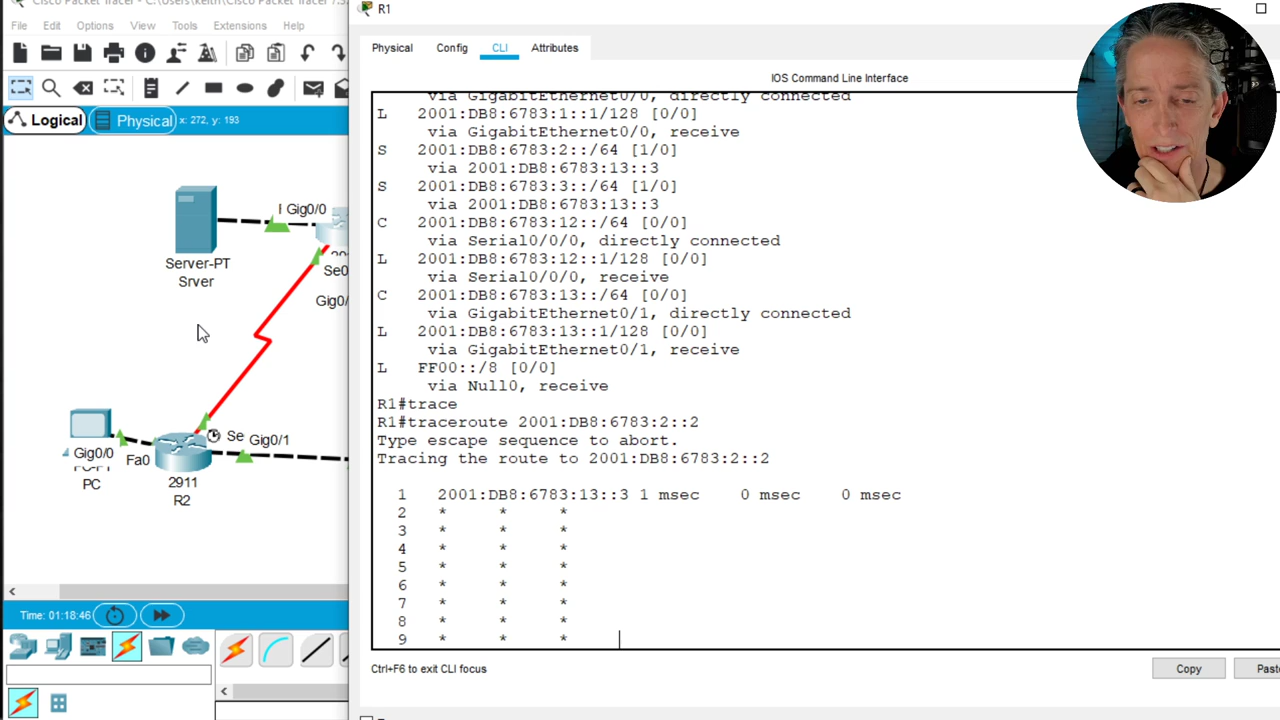 R1
File Edit Options View Tools Extensions Help
Physical Config CLI Attributes
IOS Command Line Interface
Logical Physical x: 272, y: 193
via GigabitEthernet0/0, directly connected
L 2001:DB8:6783:1::1/128 [0/0]
via GigabitEthernet0/0, receive
S 2001:DB8:6783:2::/64 [1/0]
via 2001:DB8:6783:13::3
S 2001:DB8:6783:3::/64 [1/0]
via 2001:DB8:6783:13::3
C 2001:DB8:6783:12::/64 [0/0]
via Serial0/0/0, directly connected
L 2001:DB8:6783:12::1/128 [0/0]
via Serial0/0/0, receive
C 2001:DB8:6783:13::/64 [0/0]
via GigabitEthernet0/1, directly connected
L 2001:DB8:6783:13::1/128 [0/0]
via GigabitEthernet0/1, receive
L FF00::/8 [0/0]
via Null0, receive
R1#trace
R1#traceroute 2001:DB8:6783:2::2
Type escape sequence to abort.
Tracing the route to 2001:DB8:6783:2::2
1 2001:DB8:6783:13::3 1 msec 0 msec 0 msec
2 * * *
3 * * *
4 * * *
5 * * *
6 * * *
7 * * *
8 * * *
9 * * *
Gig0/0
Server-PT
Srver
Se0
Gig0/
Gig0/0
Fa0
Se
Gig0/1
PC
2911
R2
Time: 01:18:46
Ctrl+F6 to exit CLI focus
Copy
Past